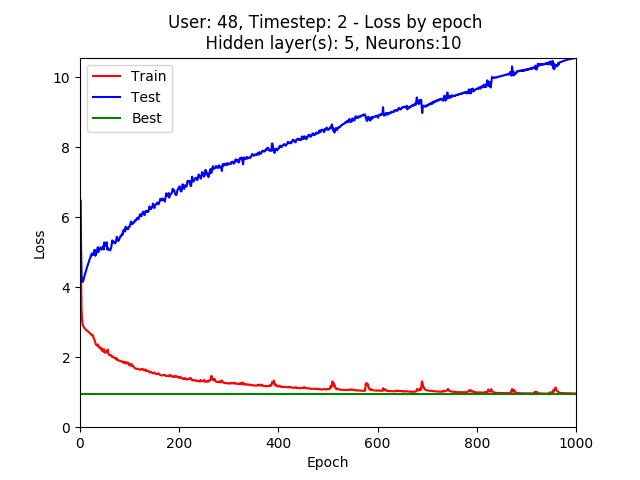 User: 48, Timestep: 2 - Loss by epoch
Hidden layer(s): 5, Neurons:10
Train
Test
Best
10
8
6
4
2
0
Loss
0 200 400 600 800 1000
Epoch